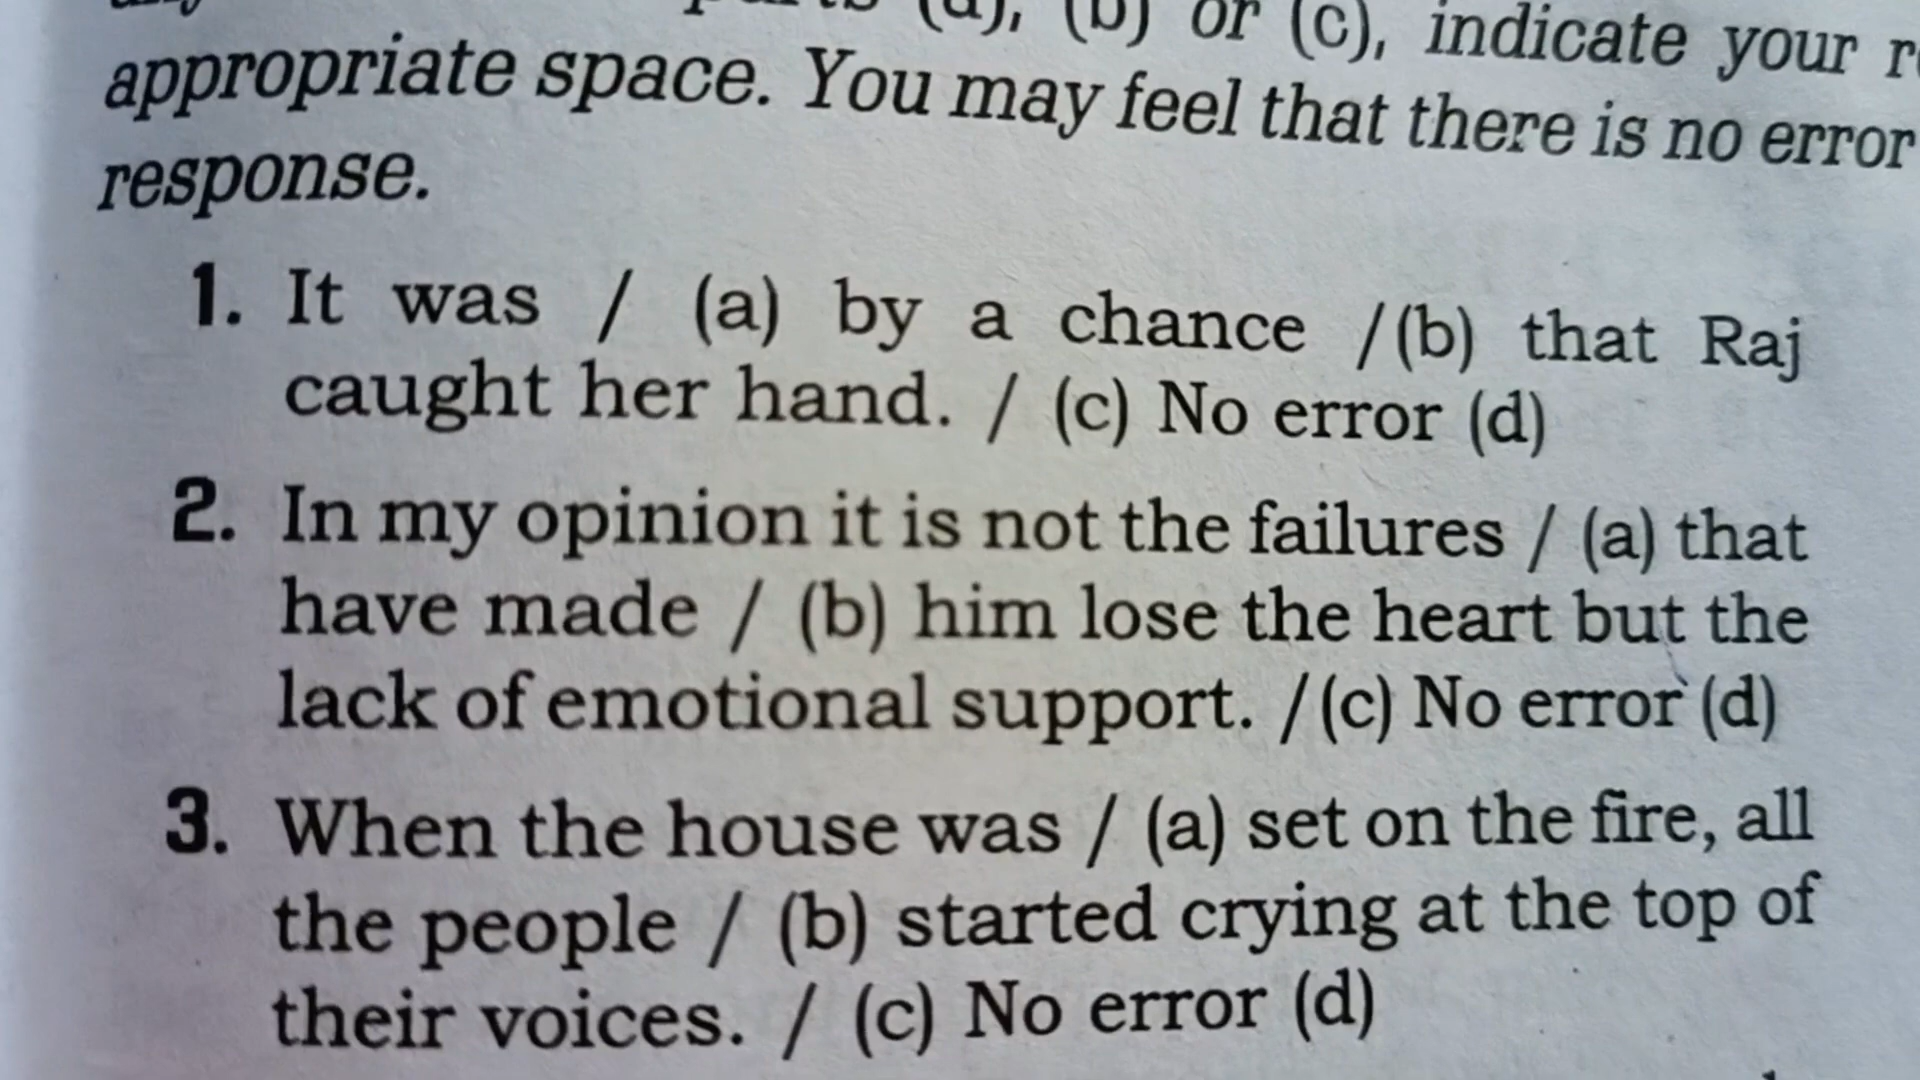 (a), (b) or (c), indicate your
appropriate space. You may feel that there is no error
response.
1. It was / (a) by a chance /(b) that Raj
caught her hand. / (c) No error (d)
2. In my opinion it is not the failures / (a) that
have made / (b) him lose the heart but the
lack of emotional support. /(c) No error (d)
3. When the house was / (a) set on the fire, all
the people / (b) started crying at the top of
their voices. / (c) No error (d)